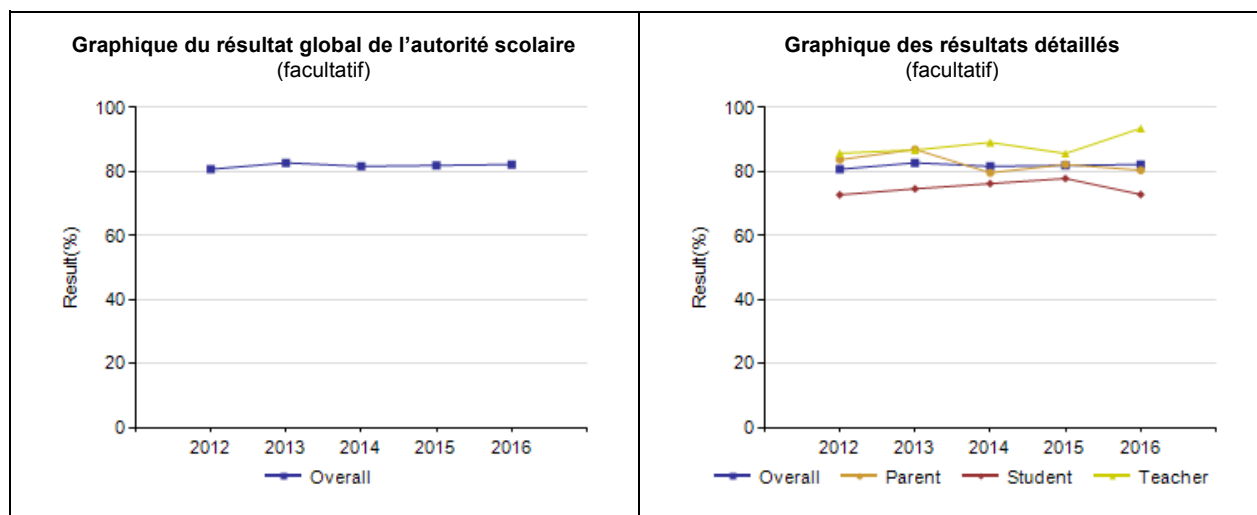 Graphique du résultat global de l’autorité scolaire
(facultatif)
100
80
60
40
20
0
Result(%)
2012 2013 2014 2015 2016
Overall
Graphique des résultats détaillés
(facultatif)
100
80
60
40
20
0
Result(%)
2012 2013 2014 2015 2016
Overall Parent Student Teacher